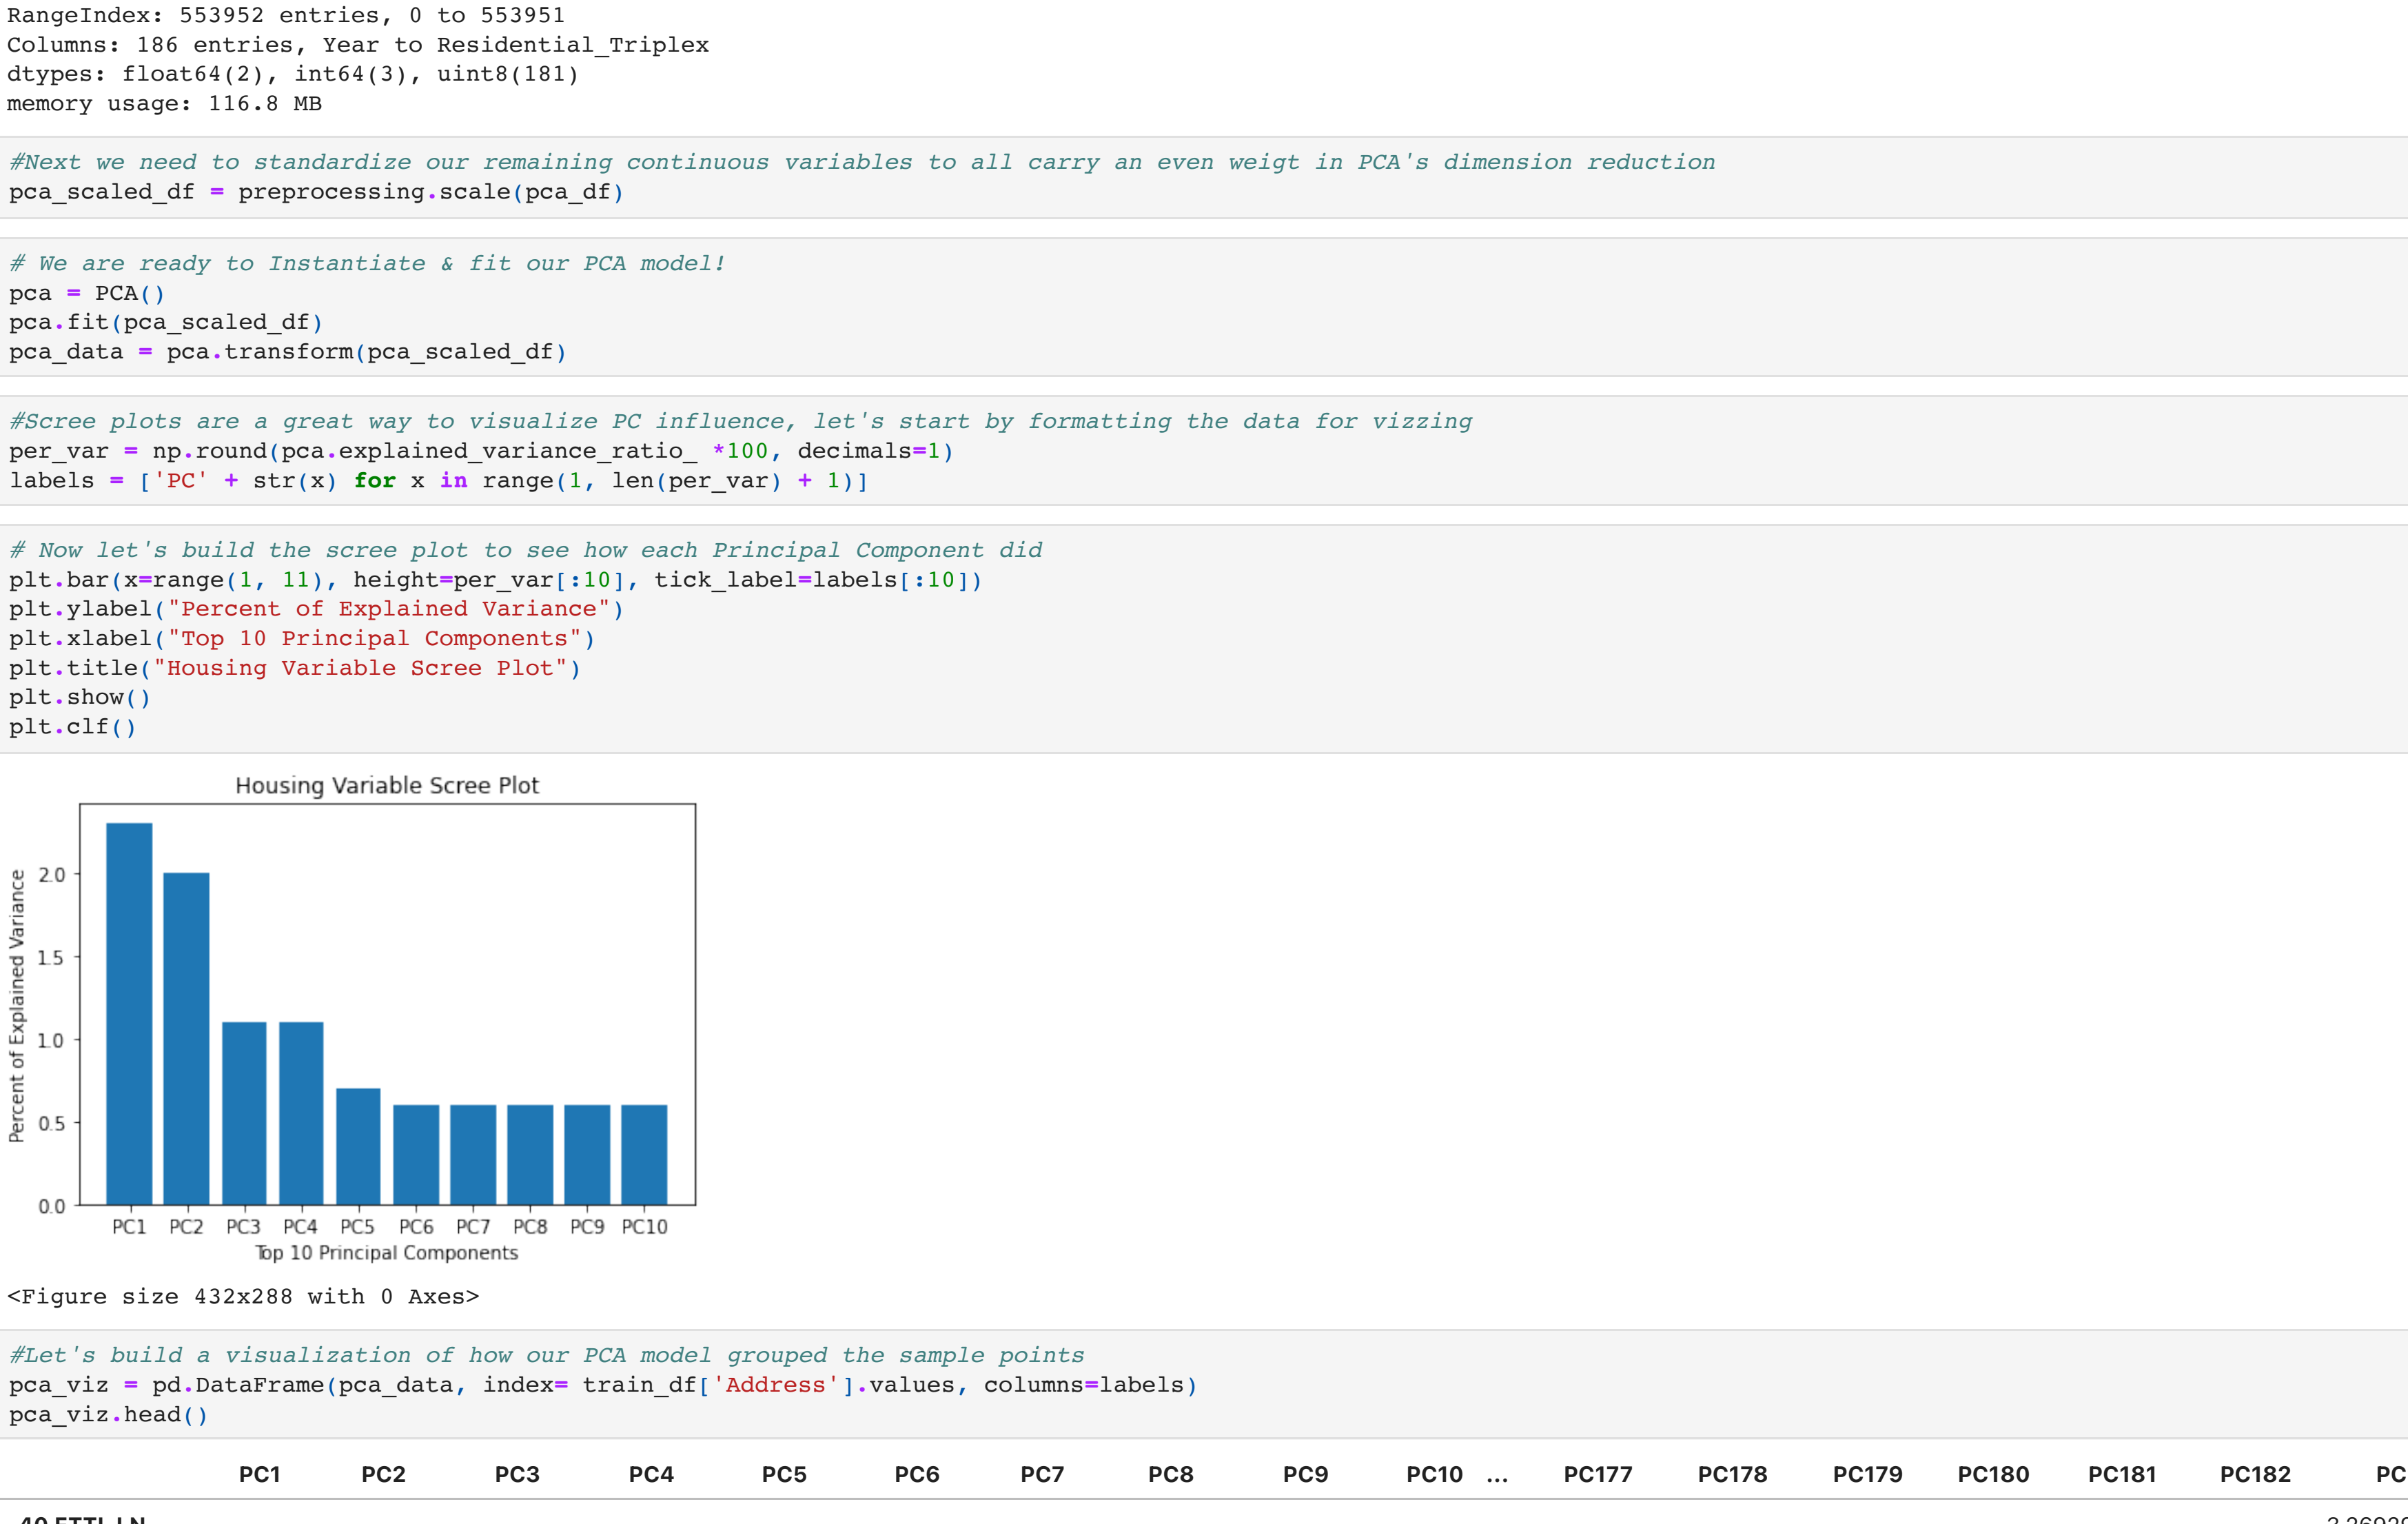 RangeIndex: 553952 entries, 0 to 553951
Columns: 186 entries, Year to Residential_Triplex
dtypes: float64(2), int64(3), uint8(181)
memory usage: 116.8 MB
#Next we need to standardize our remaining continuous variables to all carry an even weigt in PCA's dimension reduction
pca_scaled_df = preprocessing.scale(pca_df)
# We are ready to Instantiate & fit our PCA model!
pca = PCA()
pca.fit(pca_scaled_df)
pca_data = pca.transform(pca_scaled_df)
#Scree plots are a great way to visualize PC influence, let's start by formatting the data for vizzing
per_var = np.round(pca.explained_variance_ratio_ *100, decimals=1)
labels = ['PC' + str(x) for x in range(1, len(per_var) + 1)]
# Now let's build the scree plot to see how each Principal Component did
plt.bar(x=range(1, 11), height=per_var[:10], tick_label=labels[:10])
plt.ylabel("Percent of Explained Variance")
plt.xlabel("Top 10 Principal Components")
plt.title("Housing Variable Scree Plot")
plt.show()
plt.clf()
Housing Variable Scree Plot
Percent of Explained Variance
2.0
1.5
1.0
0.5
0.0
PC1 PC2 PC3 PC4 PC5 PC6 PC7 PC8 PC9 PC10
Top 10 Principal Components
<Figure size 432x288 with 0 Axes>
#Let's build a visualization of how our PCA model grouped the sample points
pca_viz = pd.DataFrame(pca_data, index= train_df['Address'].values, columns=labels)
pca_viz.head()
PC1 PC2 PC3 PC4 PC5 PC6 PC7 PC8 PC9 PC10 ... PC177 PC178 PC179 PC180 PC181 PC182 PC